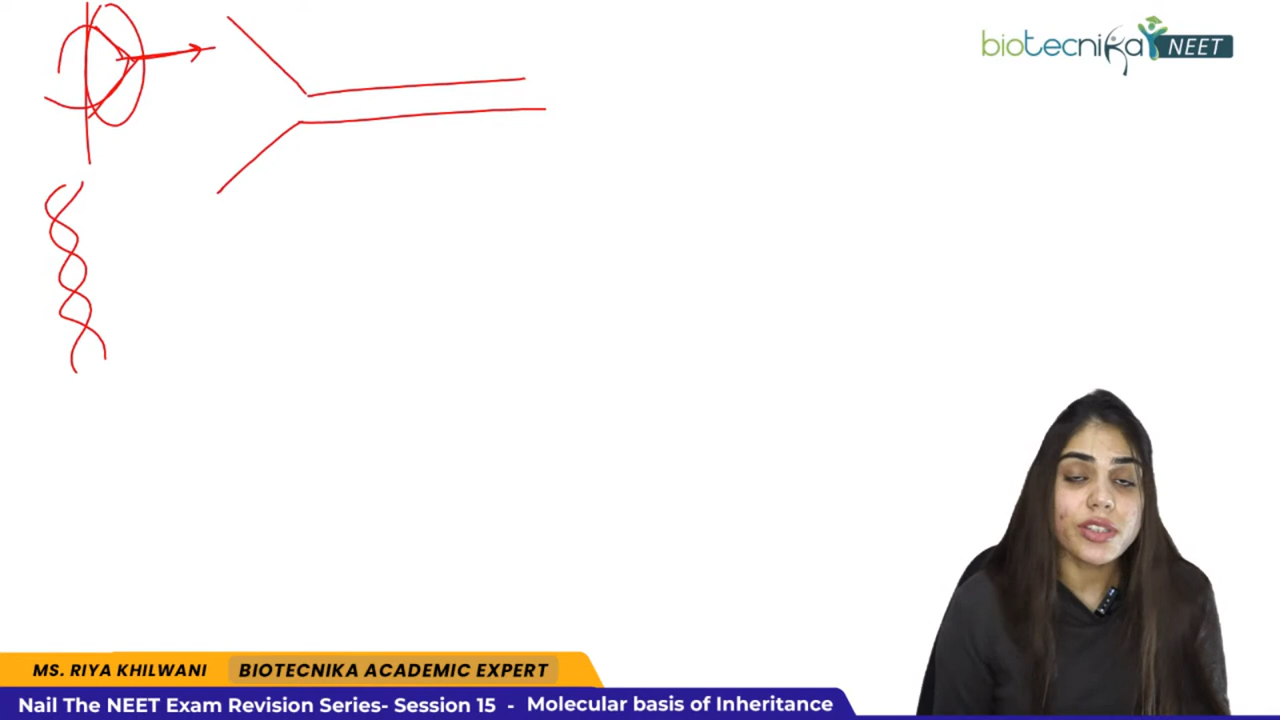 biotecnika NEET
MS. RIYA KHILWANI BIOTECNIKA ACADEMIC EXPERT
Nail The NEET Exam Revision Series- Session 15 - Molecular basis of Inheritance